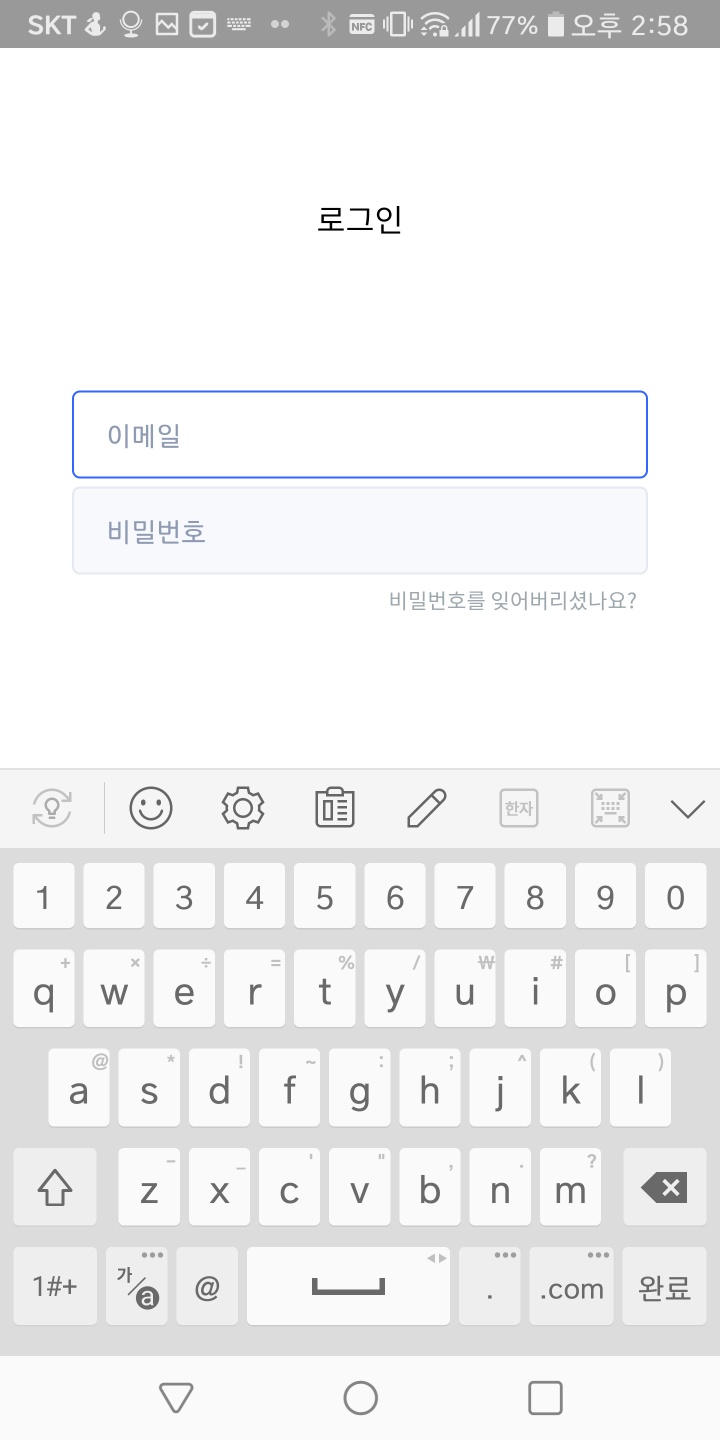 SKT NFC 77% 오후 2:58
로그인
이메일
비밀번호
비밀번호를 잊어버리셨나요?
한자
1 2 3 4 5 6 7 8 9 0
+ × ÷ = % / ₩ # [ ]
q w e r t y u i o p
@ * ! ~ : ; ^ ( )
a s d f g h j k l
- _ ' " , . ?
z x c v b n m
1#+ 가/a @ . .com 완료